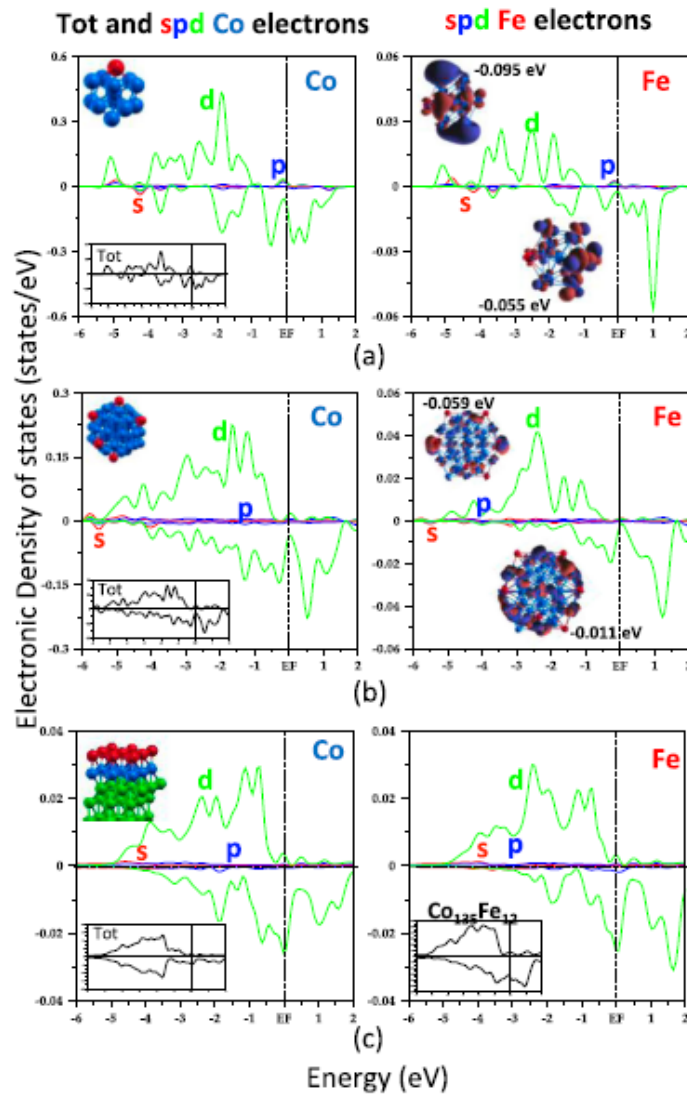 Tot and spd Co electrons
spd Fe electrons
Electronic Density of states (states/eV)
0.6
0.3
0
-0.3
-0.6
Co
d
p
s
Tot
-6 -5 -4 -3 -2 -1 EF 1 2
0.06
0.03
0
-0.03
-0.06
-0.095 eV
Fe
d
p
s
-0.055 eV
-6 -5 -4 -3 -2 -1 EF 1 2
(a)
0.3
0.15
0
-0.15
-0.3
Co
d
p
s
Tot
-6 -5 -4 -3 -2 -1 EF 1 2
0.06
0.04
0.02
0
-0.02
-0.04
-0.06
-0.059 eV
Fe
d
p
s
-0.011 eV
-6 -5 -4 -3 -2 -1 EF 1 2
(b)
0.04
0.02
0
-0.02
-0.04
Co
d
s
p
Tot
-6 -5 -4 -3 -2 -1 EF 1 2
0.04
0.02
0
-0.02
-0.04
Fe
d
s
p
Co₁₃₅Fe₁₂
-6 -5 -4 -3 -2 -1 EF 1 2
(c)
Energy (eV)